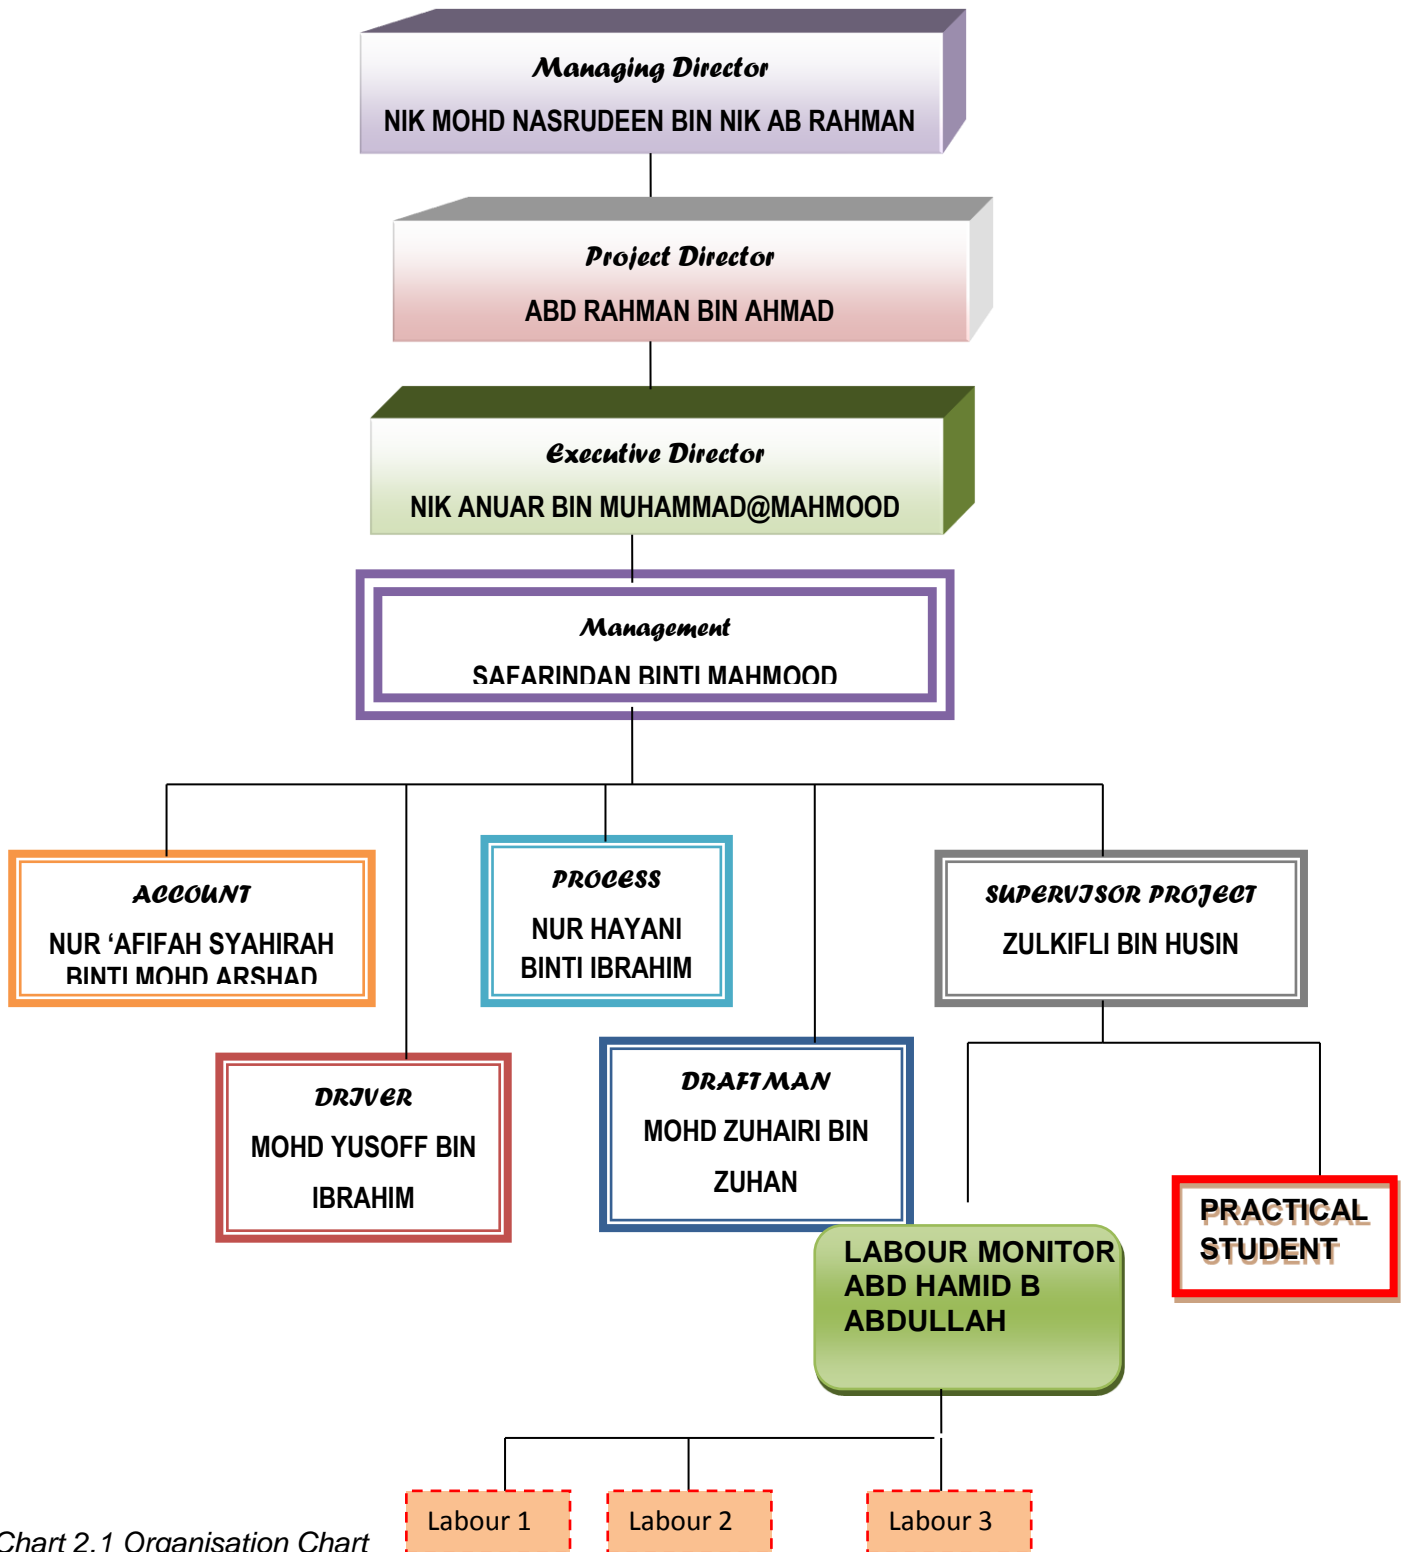 Managing Director
NIK MOHD NASRUDEEN BIN NIK AB RAHMAN
Project Director
ABD RAHMAN BIN AHMAD
Executive Director
NIK ANUAR BIN MUHAMMAD@MAHMOOD
Management
SAFARINDAN BINTI MAHMOOD
ACCOUNT
NUR ‘AFIFAH SYAHIRAH
BINTI MOHD ARSHAD
PROCESS
NUR HAYANI
BINTI IBRAHIM
SUPERVISOR PROJECT
ZULKIFLI BIN HUSIN
DRIVER
MOHD YUSOFF BIN
IBRAHIM
DRAFTMAN
MOHD ZUHAIRI BIN
ZUHAN
LABOUR MONITOR
ABD HAMID B
ABDULLAH
PRACTICAL
STUDENT
Labour 1
Labour 2
Labour 3
Chart 2.1 Organisation Chart